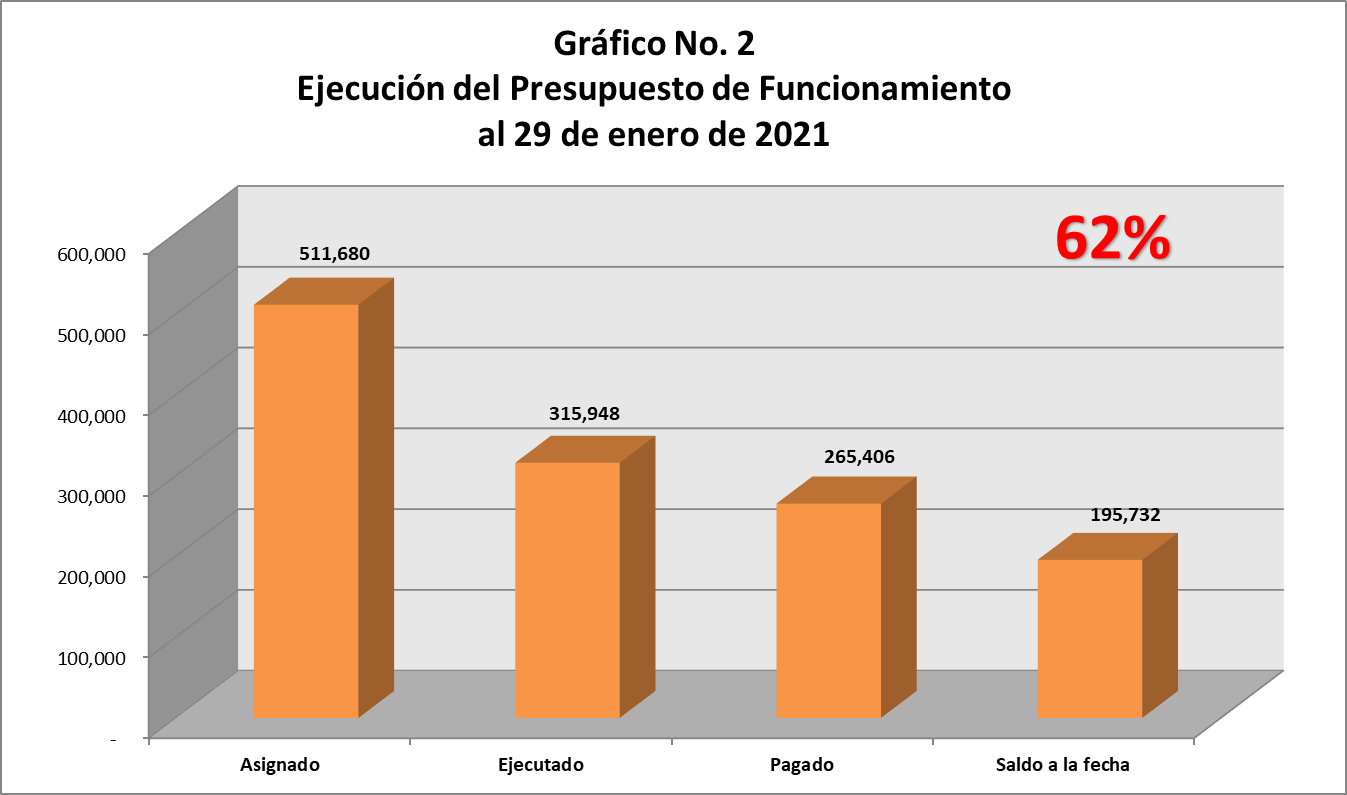 Gráfico No. 2
Ejecución del Presupuesto de Funcionamiento
al 29 de enero de 2021
62%
600,000
500,000
400,000
300,000
200,000
100,000
-
511,680
315,948
265,406
195,732
Asignado
Ejecutado
Pagado
Saldo a la fecha